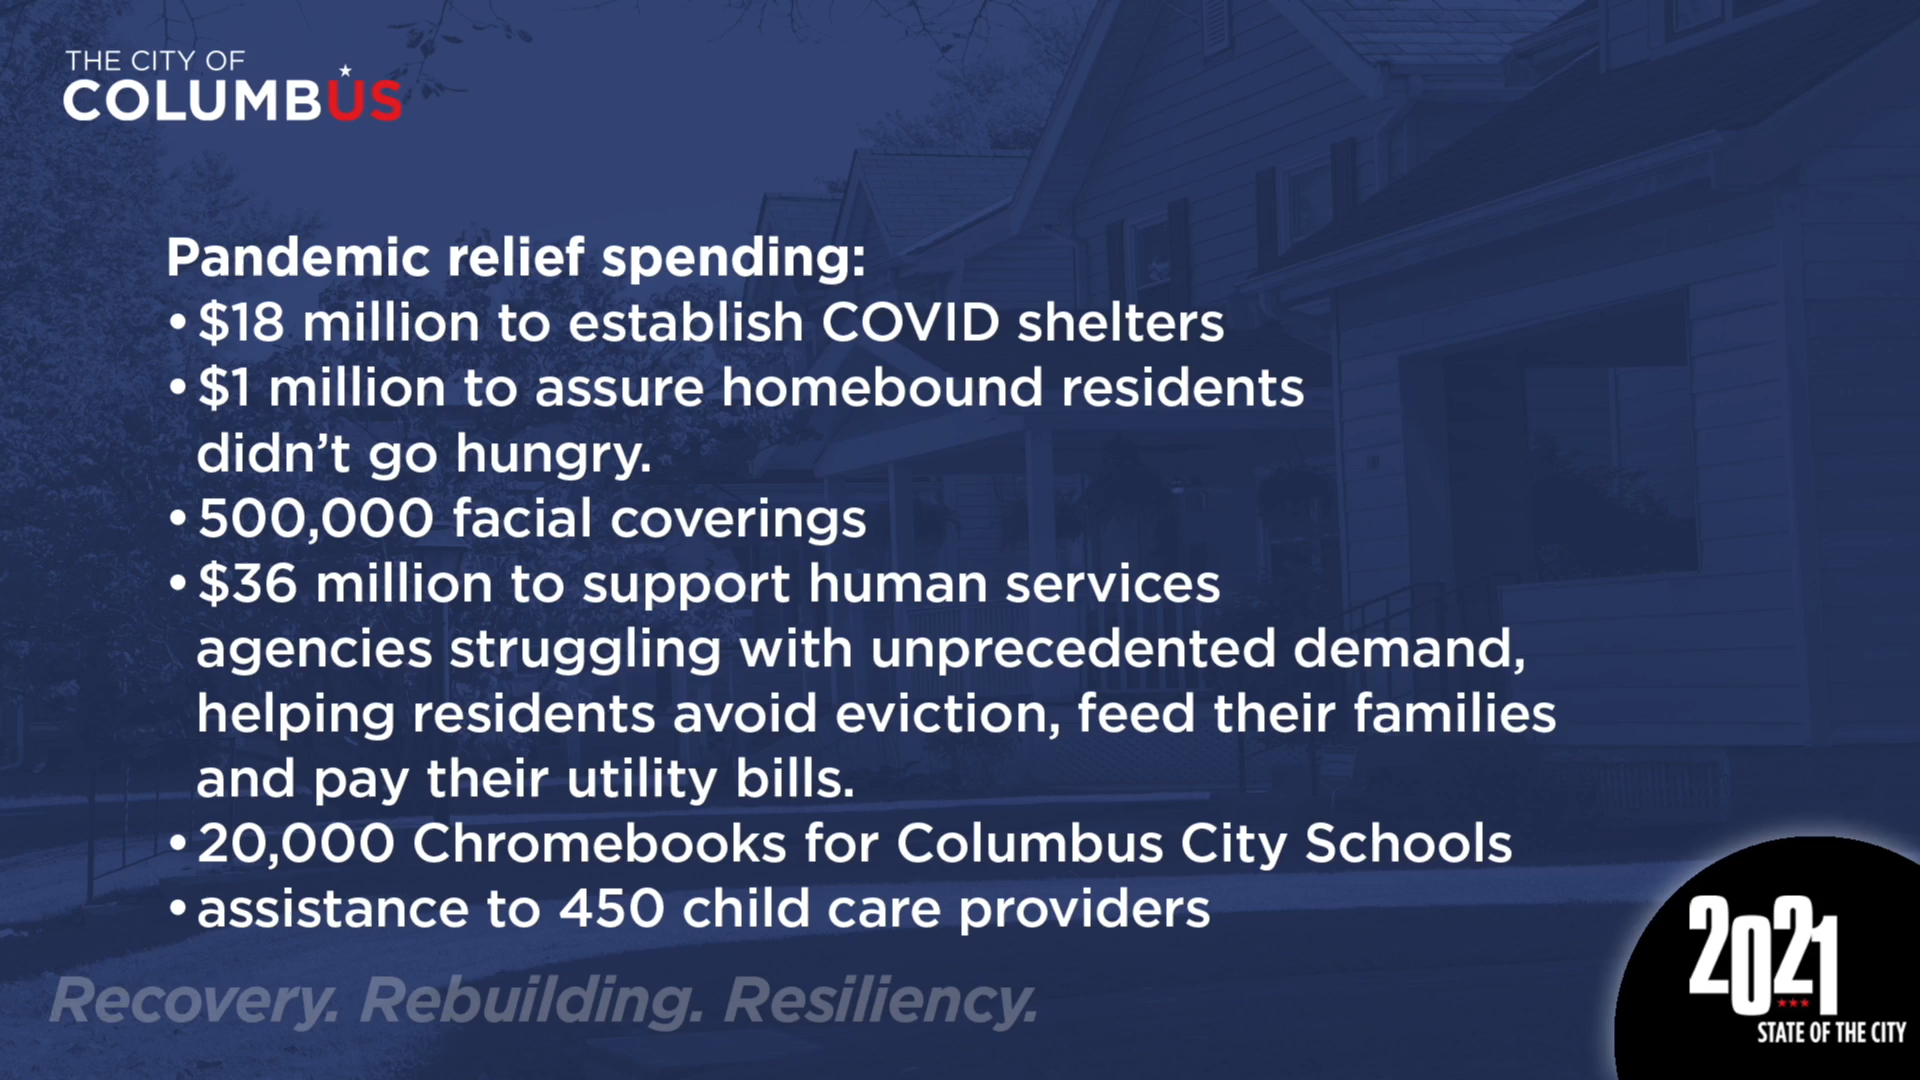 THE CITY OF
COLUMBUS
Pandemic relief spending:
• $18 million to establish COVID shelters
• $1 million to assure homebound residents
didn’t go hungry.
• 500,000 facial coverings
• $36 million to support human services
agencies struggling with unprecedented demand,
helping residents avoid eviction, feed their families
and pay their utility bills.
• 20,000 Chromebooks for Columbus City Schools
• assistance to 450 child care providers
Recovery. Rebuilding. Resiliency.
2021
STATE OF THE CITY